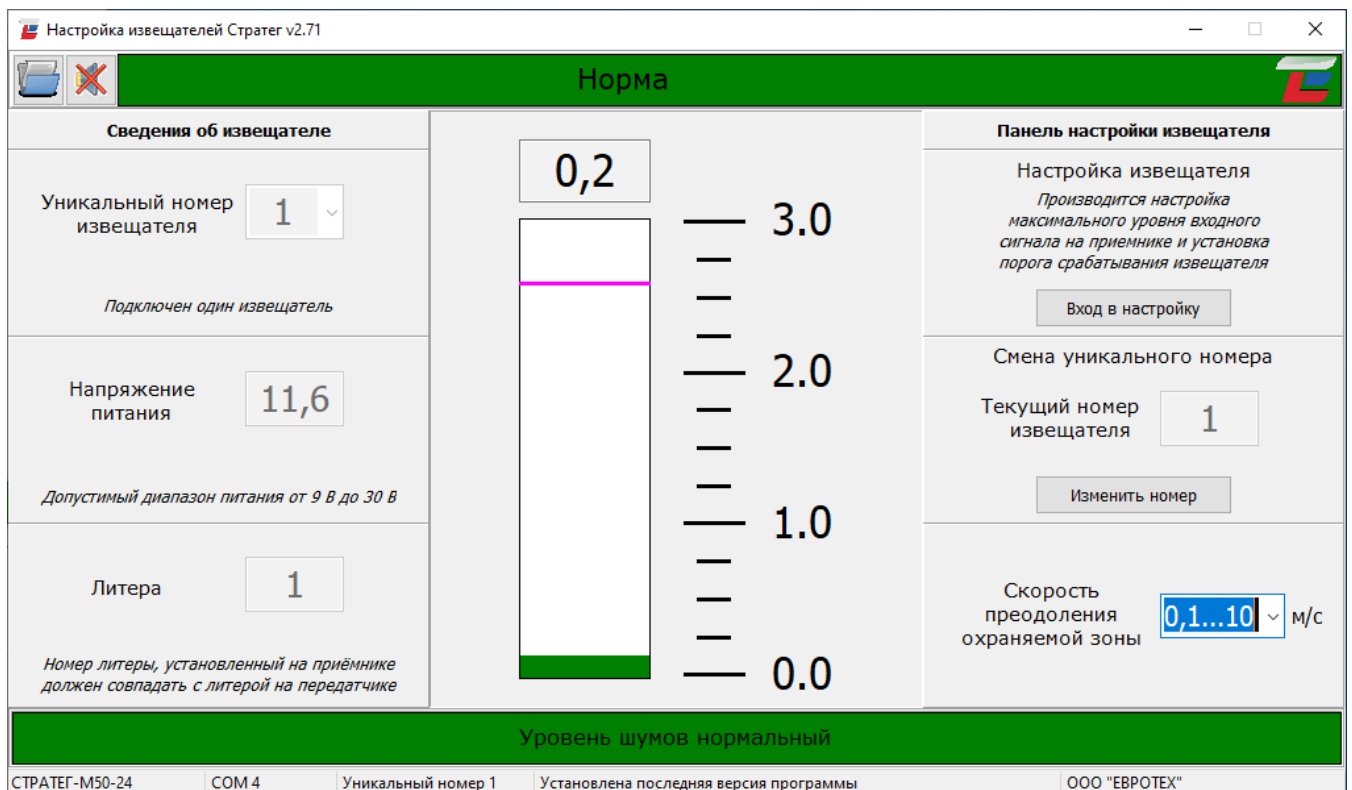 Настройка извещателей Стратег v2.71
Норма
Сведения об извещателе
Уникальный номер
извещателя
1
Подключен один извещатель
Напряжение
питания
11,6
Допустимый диапазон питания от 9 В до 30 В
Литера
1
Номер литеры, установленный на приёмнике
должен совпадать с литерой на передатчике
0,2
3.0
2.0
1.0
0.0
Панель настройки извещателя
Настройка извещателя
Производится настройка
максимального уровня входного
сигнала на приемнике и установка
порога срабатывания извещателя
Вход в настройку
Смена уникального номера
Текущий номер
извещателя
1
Изменить номер
Скорость
преодоления
охраняемой зоны
0,1...10 м/с
Уровень шумов нормальный
СТРАТЕГ-М50-24 COM 4 Уникальный номер 1 Установлена последняя версия программы ООО "ЕВРОТЕХ"